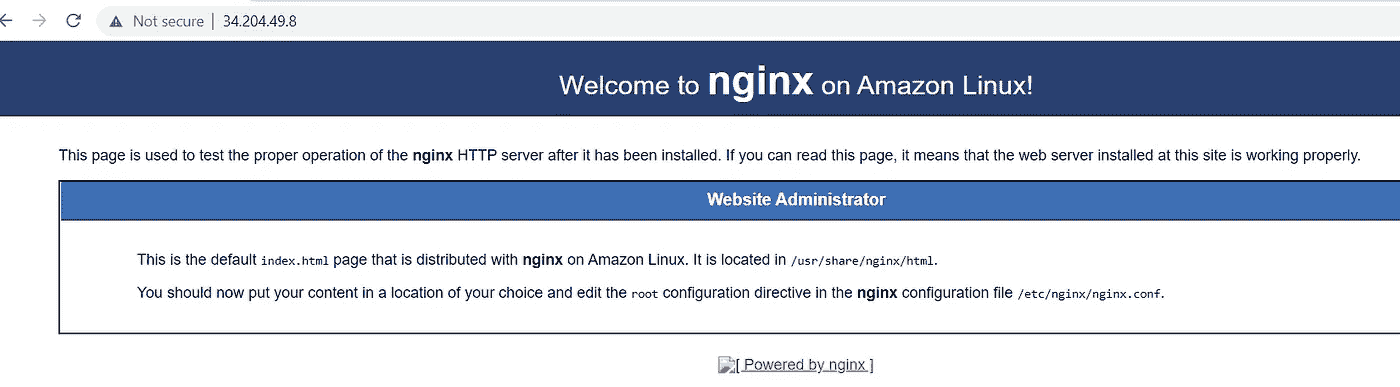 Not secure | 34.204.49.8
Welcome to nginx on Amazon Linux!
This page is used to test the proper operation of the nginx HTTP server after it has been installed. If you can read this page, it means that the web server installed at this site is working properly.
Website Administrator
This is the default index.html page that is distributed with nginx on Amazon Linux. It is located in /usr/share/nginx/html.
You should now put your content in a location of your choice and edit the root configuration directive in the nginx configuration file /etc/nginx/nginx.conf.
[ Powered by nginx ]